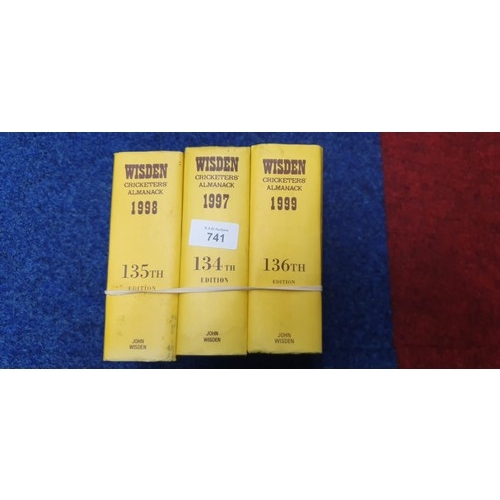 WISDEN
CRICKETERS'
ALMANACK
1998
135TH
EDITION
JOHN
WISDEN
WISDEN
CRICKETERS'
ALMANACK
1997
741
134TH
EDITION
JOHN
WISDEN
WISDEN
CRICKETERS'
ALMANACK
1999
136TH
EDITION
JOHN
WISDEN